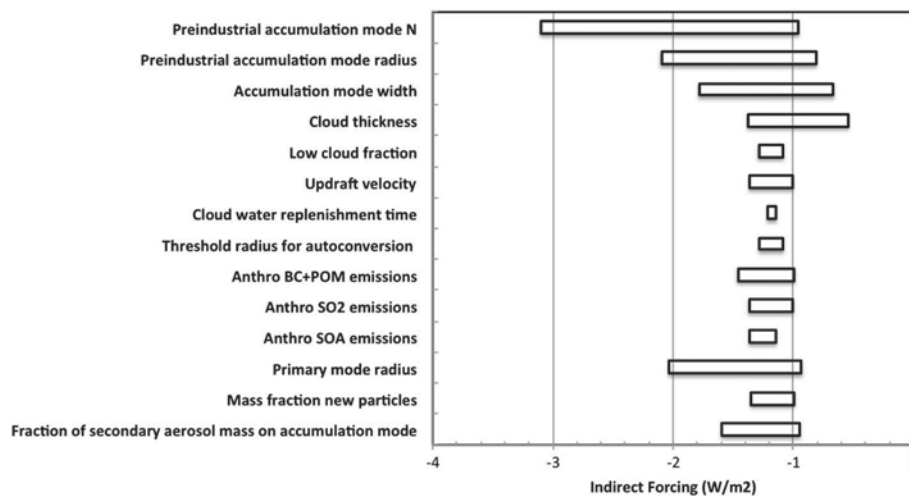 Preindustrial accumulation mode N
Preindustrial accumulation mode radius
Accumulation mode width
Cloud thickness
Low cloud fraction
Updraft velocity
Cloud water replenishment time
Threshold radius for autoconversion
Anthro BC+POM emissions
Anthro SO2 emissions
Anthro SOA emissions
Primary mode radius
Mass fraction new particles
Fraction of secondary aerosol mass on accumulation mode
-4 -3 -2 -1
Indirect Forcing (W/m2)